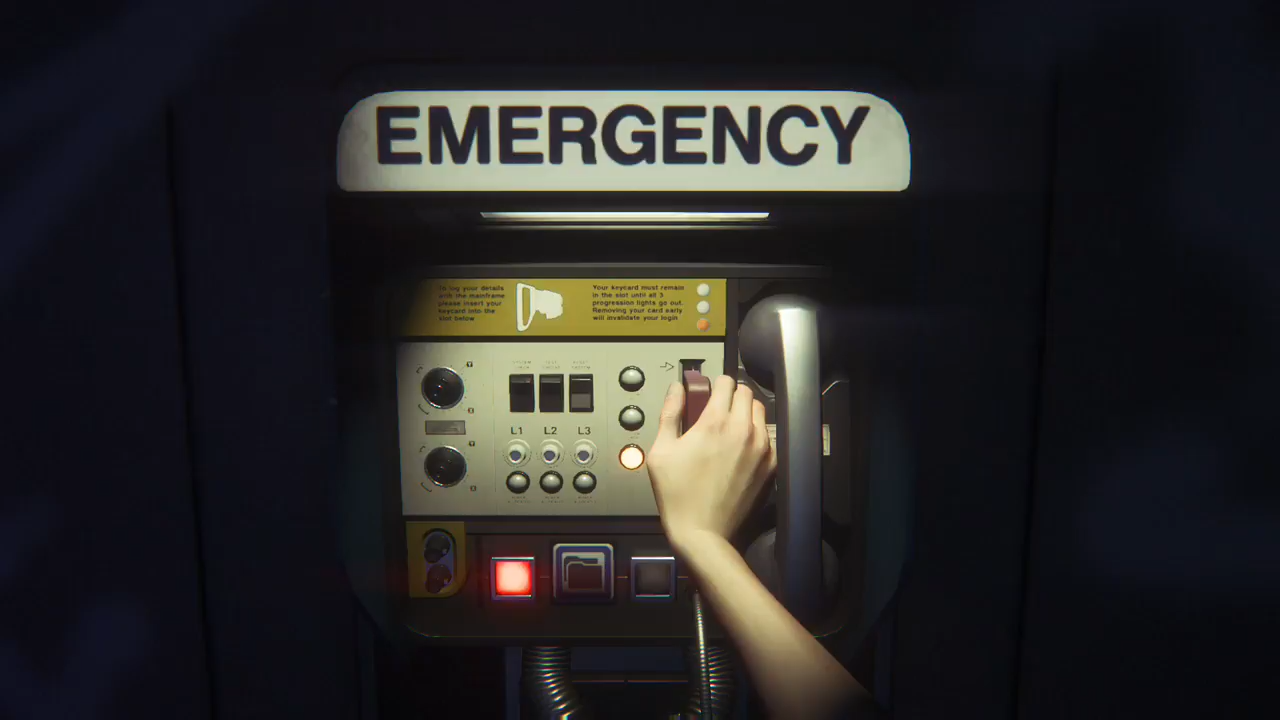 EMERGENCY
To log your details
with the mainframe
please insert your
keycard into the
slot below
Your keycard must remain
in the slot until all 3
progression lights go out.
Removing your card early
will invalidate your login
L1 L2 L3